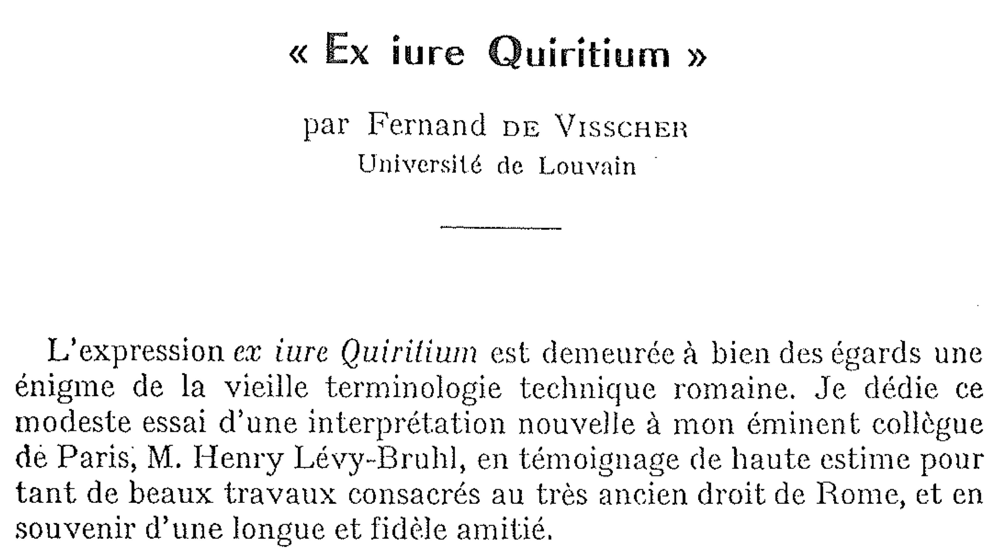 « Ex iure Quiritium »
par Fernand DE VISSCHER
Université de Louvain
L'expression ex iure Quiritium est demeurée à bien des égards une
énigme de la vieille terminologie technique romaine. Je dédie ce
modeste essai d'une interprétation nouvelle à mon éminent collègue
de Paris, M. Henry Lévy-Bruhl, en témoignage de haute estime pour
tant de beaux travaux consacrés au très ancien droit de Rome, et en
souvenir d'une longue et fidèle amitié.